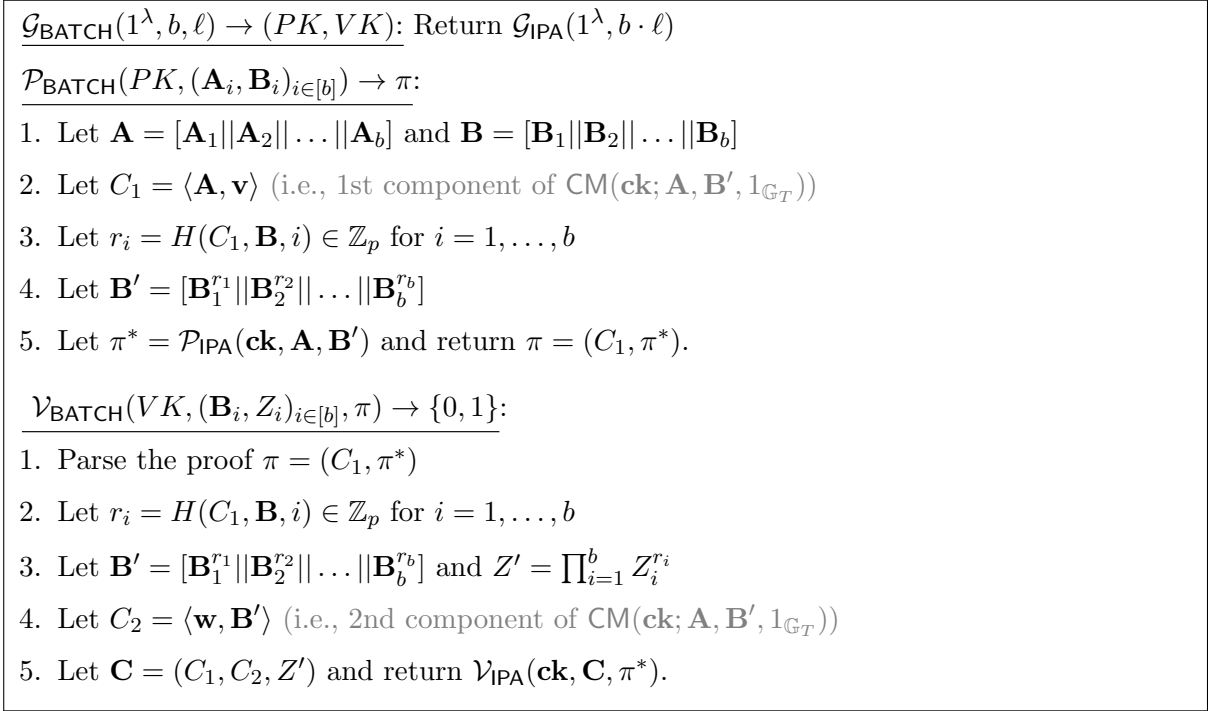 𝒢_BATCH(1^λ, b, ℓ) → (PK, VK): Return 𝒢_IPA(1^λ, b · ℓ)
𝒫_BATCH(PK, (𝐀_i, 𝐁_i)_{i∈[b]}) → π:
1. Let 𝐀 = [𝐀_1||𝐀_2|| . . . ||𝐀_b] and 𝐁 = [𝐁_1||𝐁_2|| . . . ||𝐁_b]
2. Let C_1 = ⟨𝐀, 𝐯⟩ (i.e., 1st component of CM(𝐜𝐤; 𝐀, 𝐁′, 1_{𝔾_T}))
3. Let r_i = H(C_1, 𝐁, i) ∈ ℤ_p for i = 1, . . . , b
4. Let 𝐁′ = [𝐁_1^{r_1}||𝐁_2^{r_2}|| . . . ||𝐁_b^{r_b}]
5. Let π* = 𝒫_IPA(𝐜𝐤, 𝐀, 𝐁′) and return π = (C_1, π*).
𝒱_BATCH(VK, (𝐁_i, Z_i)_{i∈[b]}, π) → {0, 1}:
1. Parse the proof π = (C_1, π*)
2. Let r_i = H(C_1, 𝐁, i) ∈ ℤ_p for i = 1, . . . , b
3. Let 𝐁′ = [𝐁_1^{r_1}||𝐁_2^{r_2}|| . . . ||𝐁_b^{r_b}] and Z′ = ∏_{i=1}^{b} Z_i^{r_i}
4. Let C_2 = ⟨𝐰, 𝐁′⟩ (i.e., 2nd component of CM(𝐜𝐤; 𝐀, 𝐁′, 1_{𝔾_T}))
5. Let 𝐂 = (C_1, C_2, Z′) and return 𝒱_IPA(𝐜𝐤, 𝐂, π*).